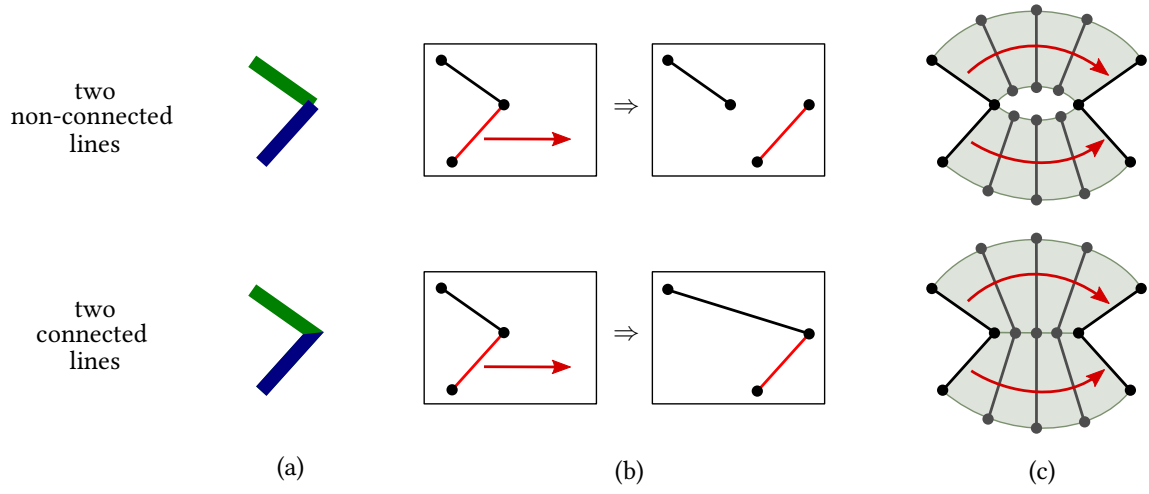 two
non-connected
lines
⇒
two
connected
lines
⇒
(a)
(b)
(c)